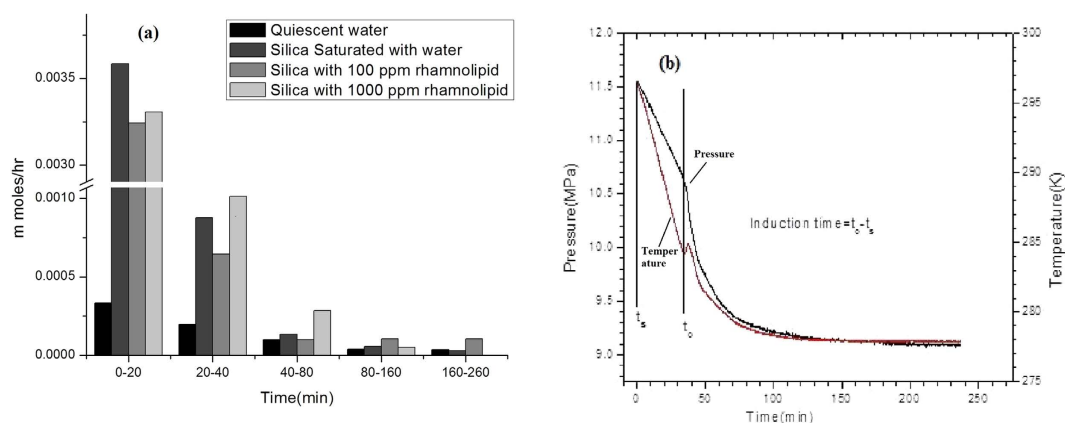 (a)
Quiescent water
Silica Saturated with water
Silica with 100 ppm rhamnolipid
Silica with 1000 ppm rhamnolipid
m moles/hr
0.0035
0.0030
0.0010
0.0005
0.0000
0-20 20-40 40-80 80-160 160-260
Time(min)
(b)
Pressure(MPa)
12.0
11.5
11.0
10.5
10.0
9.5
9.0
Pressure
Temper
ature
Induction time=to-ts
ts
to
0 50 100 150 200 250
Time(min)
300
295
290
285
280
275
Temperature(K)